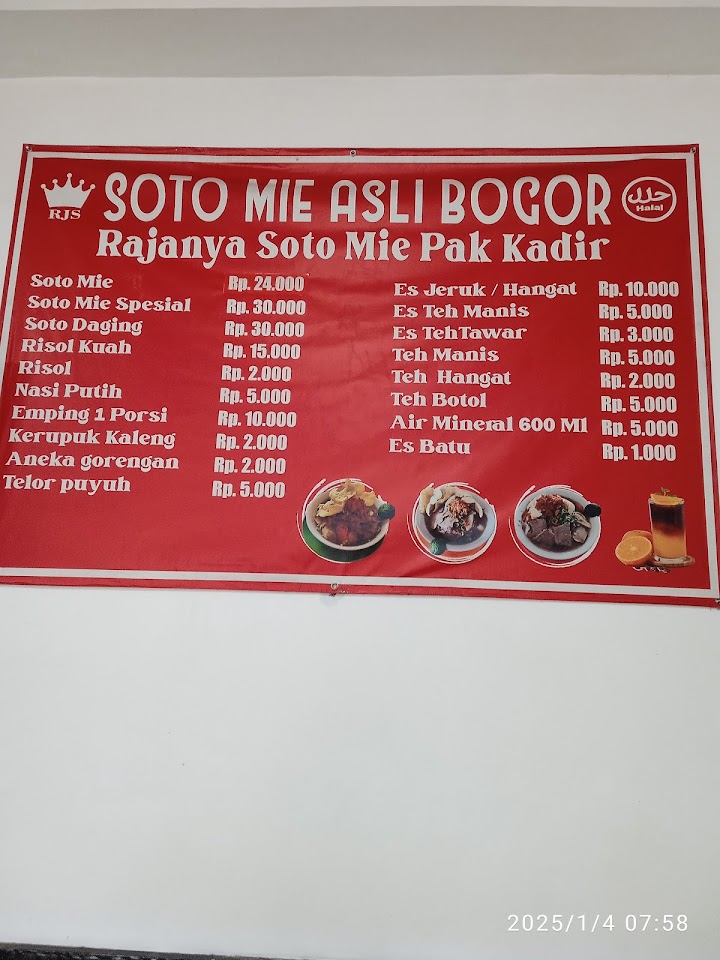 RJS
SOTO MIE ASLI BOGOR
حلال
Halal
Rajanya Soto Mie Pak Kadir
Soto Mie Rp. 24.000
Soto Mie Spesial Rp. 30.000
Soto Daging Rp. 30.000
Risol Kuah Rp. 15.000
Risol Rp. 2.000
Nasi Putih Rp. 5.000
Emping 1 Porsi Rp. 10.000
Kerupuk Kaleng Rp. 2.000
Aneka gorengan Rp. 2.000
Telor puyuh Rp. 5.000
Es Jeruk / Hangat Rp. 10.000
Es Teh Manis Rp. 5.000
Es TehTawar Rp. 3.000
Teh Manis Rp. 5.000
Teh Hangat Rp. 2.000
Teh Botol Rp. 5.000
Air Mineral 600 Ml Rp. 5.000
Es Batu Rp. 1.000
2025/1/4 07:58